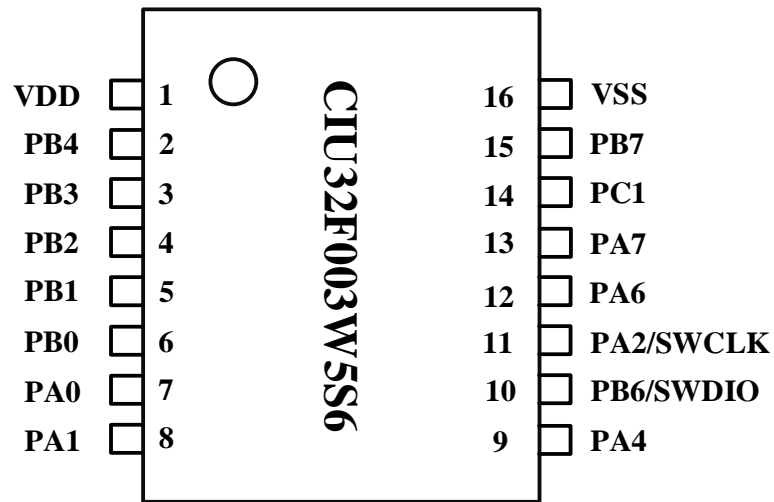 VDD 1 16 VSS
PB4 2 15 PB7
PB3 3 14 PC1
PB2 4 13 PA7
PB1 5 12 PA6
PB0 6 11 PA2/SWCLK
PA0 7 10 PB6/SWDIO
PA1 8 9 PA4
CIU32F003W5S6